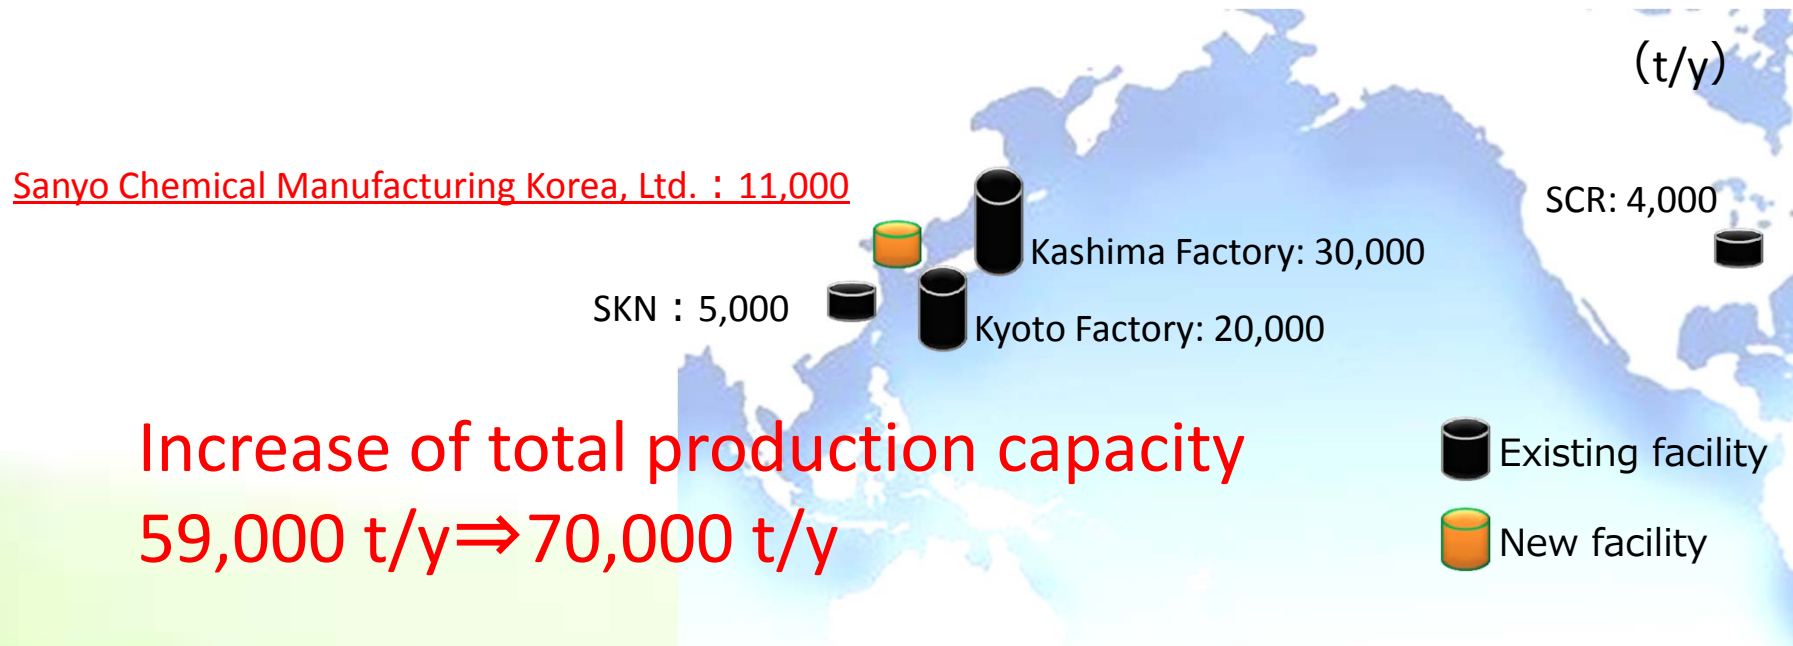 (t/y)
Sanyo Chemical Manufacturing Korea, Ltd.：11,000
SCR: 4,000
Kashima Factory: 30,000
SKN：5,000
Kyoto Factory: 20,000
Increase of total production capacity
59,000 t/y⇒70,000 t/y
Existing facility
New facility